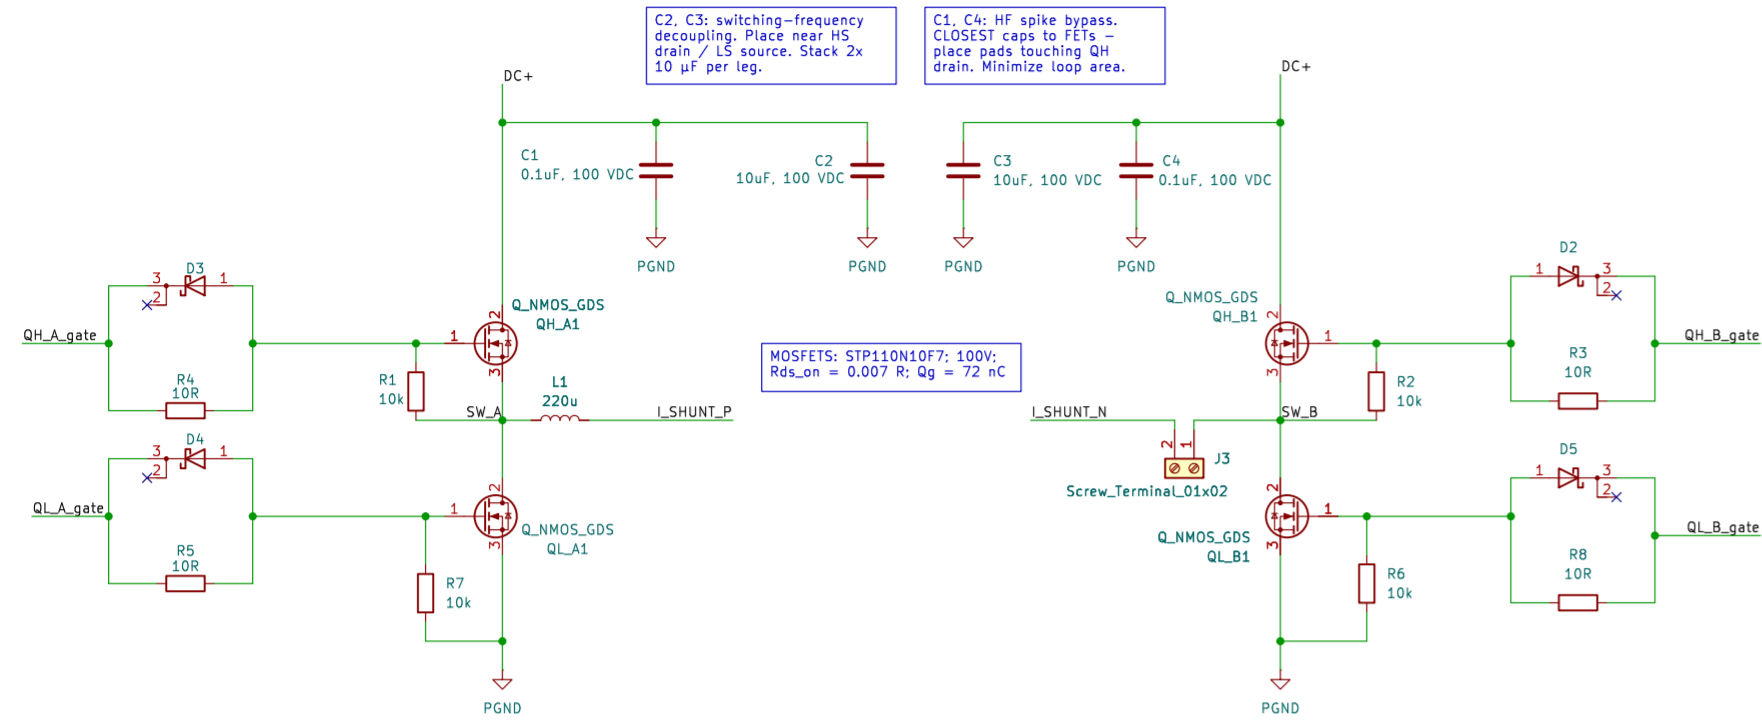 C2, C3: switching-frequency
decoupling. Place near HS
drain / LS source. Stack 2x
10 µF per leg.
C1, C4: HF spike bypass.
CLOSEST caps to FETs -
place pads touching QH
drain. Minimize loop area.
DC+
DC+
C1
0.1uF, 100 VDC
C2
10uF, 100 VDC
C3
10uF, 100 VDC
C4
0.1uF, 100 VDC
PGND
PGND
PGND
PGND
D3
3
1
2
QH_A_gate
R4
10R
Q_NMOS_GDS
QH_A1
2
1
3
R1
10k
SW_A
L1
220u
I_SHUNT_P
MOSFETS: STP110N10F7; 100V;
Rds_on = 0.007 R; Qg = 72 nC
D2
1
3
2
QH_B_gate
R3
10R
Q_NMOS_GDS
QH_B1
2
1
3
R2
10k
SW_B
I_SHUNT_N
2
1
J3
Screw_Terminal_01x02
D4
3
1
2
QL_A_gate
R5
10R
2
1
3
Q_NMOS_GDS
QL_A1
R7
10k
PGND
D5
1
3
2
QL_B_gate
R8
10R
2
1
3
Q_NMOS_GDS
QL_B1
R6
10k
PGND